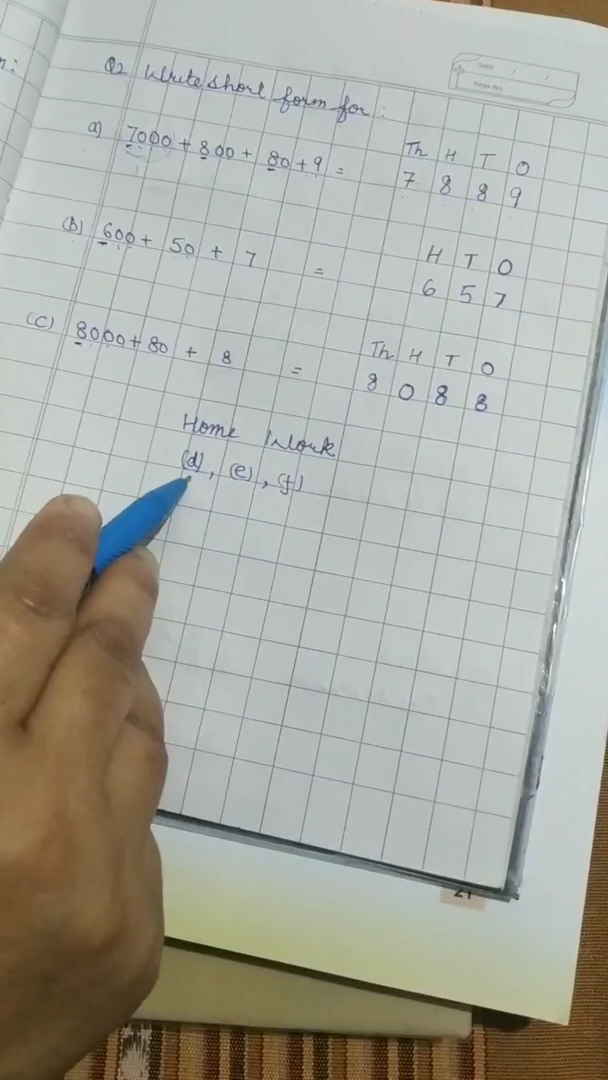 Q2 Write short form for:
Th H T O
a) 7000 + 800 + 80 + 9 = 7 8 8 9
H T O
(b) 600 + 50 + 7 = 6 5 7
Th H T O
(c) 8000 + 80 + 8 = 8 0 8 8
Home Work
(d), (e), (f)
21